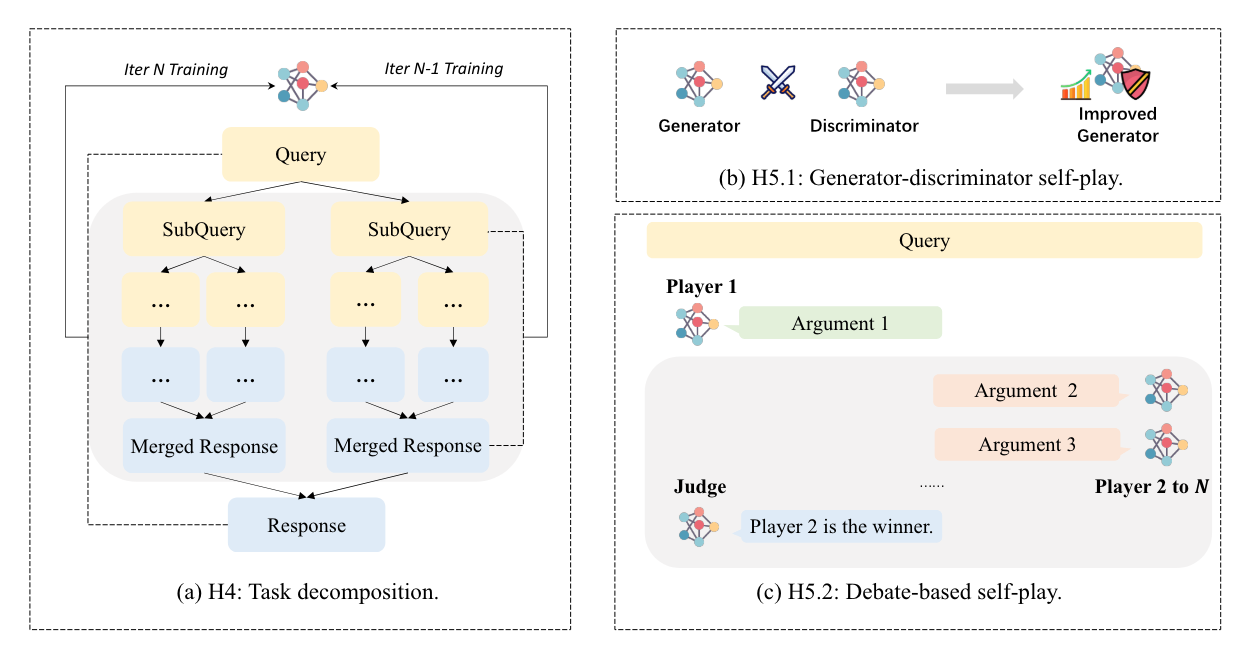 Iter N Training
Iter N-1 Training
Query
SubQuery
SubQuery
...
...
...
...
...
...
...
...
Merged Response
Merged Response
Response
(a) H4: Task decomposition.
Generator
Discriminator
Improved
Generator
(b) H5.1: Generator-discriminator self-play.
Query
Player 1
Argument 1
Argument 2
Argument 3
Judge
......
Player 2 to N
Player 2 is the winner.
(c) H5.2: Debate-based self-play.